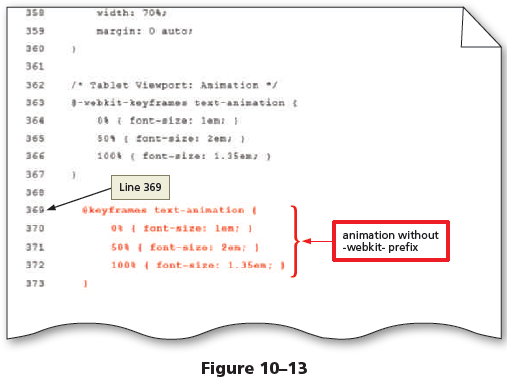 358 width: 70%;
359 margin: 0 auto;
360 }
361
362 /* Tablet Viewport: Animation */
363 @-webkit-keyframes text-animation {
364 0% { font-size: 1em; }
365 50% { font-size: 2em; }
366 100% { font-size: 1.35em; }
367 }
368
Line 369
369 @keyframes text-animation {
370 0% { font-size: 1em; }
371 50% { font-size: 2em; }
372 100% { font-size: 1.35em; }
373 }
animation without
-webkit- prefix
Figure 10–13